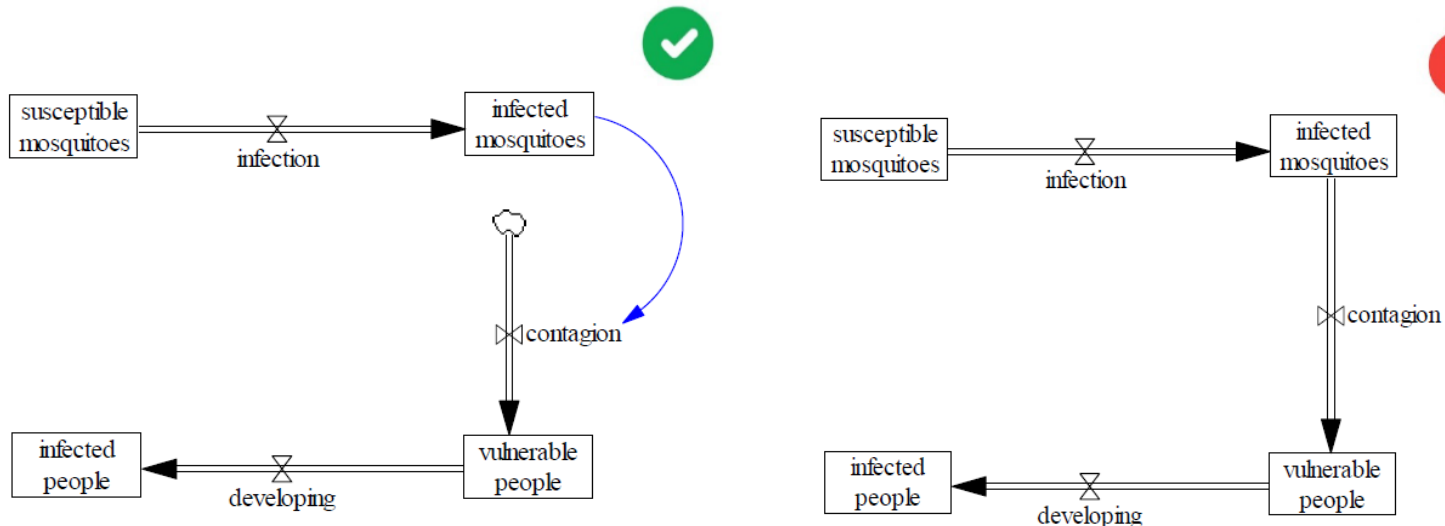 susceptible
mosquitoes
infection
infected
mosquitoes
contagion
infected
people
developing
vulnerable
people
susceptible
mosquitoes
infection
infected
mosquitoes
contagion
infected
people
developing
vulnerable
people